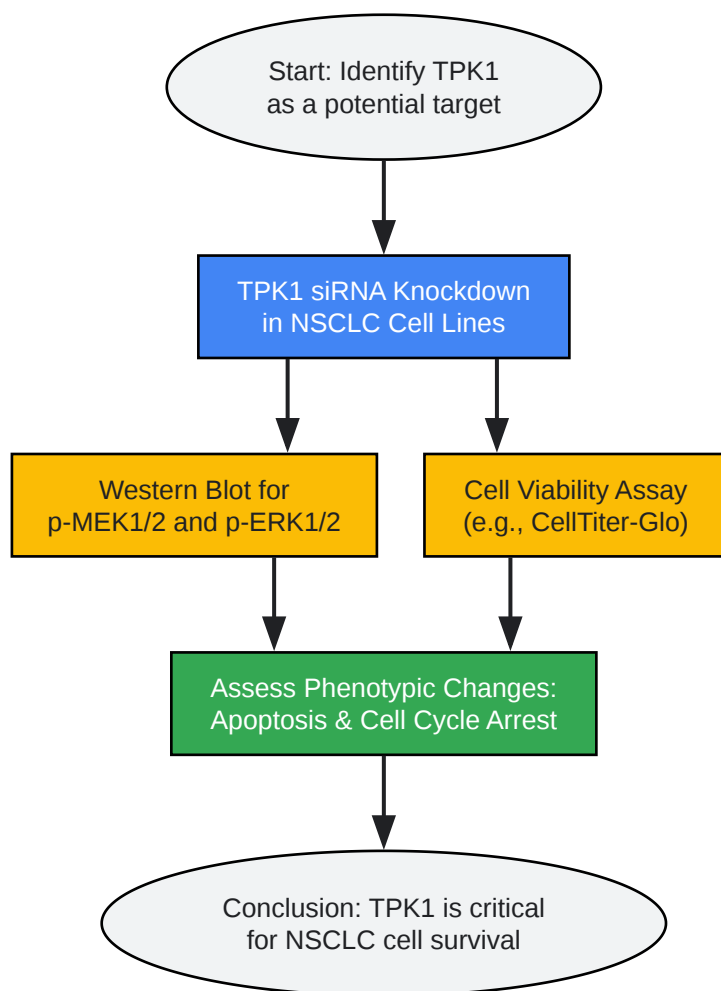 Start: Identify TPK1
as a potential target
TPK1 siRNA Knockdown
in NSCLC Cell Lines
Western Blot for
p-MEK1/2 and p-ERK1/2
Cell Viability Assay
(e.g., CellTiter-Glo)
Assess Phenotypic Changes:
Apoptosis & Cell Cycle Arrest
Conclusion: TPK1 is critical
for NSCLC cell survival